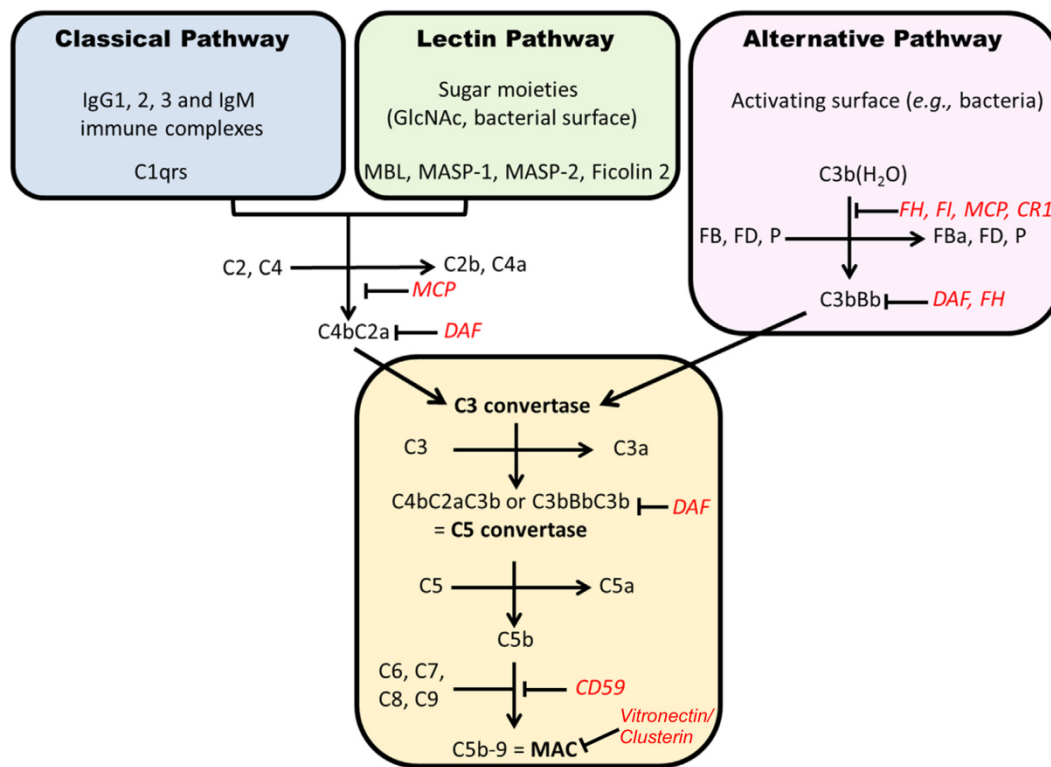 Classical Pathway
IgG1, 2, 3 and IgM
immune complexes
C1qrs
Lectin Pathway
Sugar moieties
(GlcNAc, bacterial surface)
MBL, MASP-1, MASP-2, Ficolin 2
Alternative Pathway
Activating surface (e.g., bacteria)
C3b(H₂O)
FH, FI, MCP, CR1
FB, FD, P
FBa, FD, P
C3bBb
DAF, FH
C2, C4
C2b, C4a
MCP
C4bC2a
DAF
C3 convertase
C3
C3a
C4bC2aC3b or C3bBbC3b
= C5 convertase
DAF
C5
C5a
C5b
C6, C7,
C8, C9
CD59
Vitronectin/
Clusterin
C5b-9 = MAC